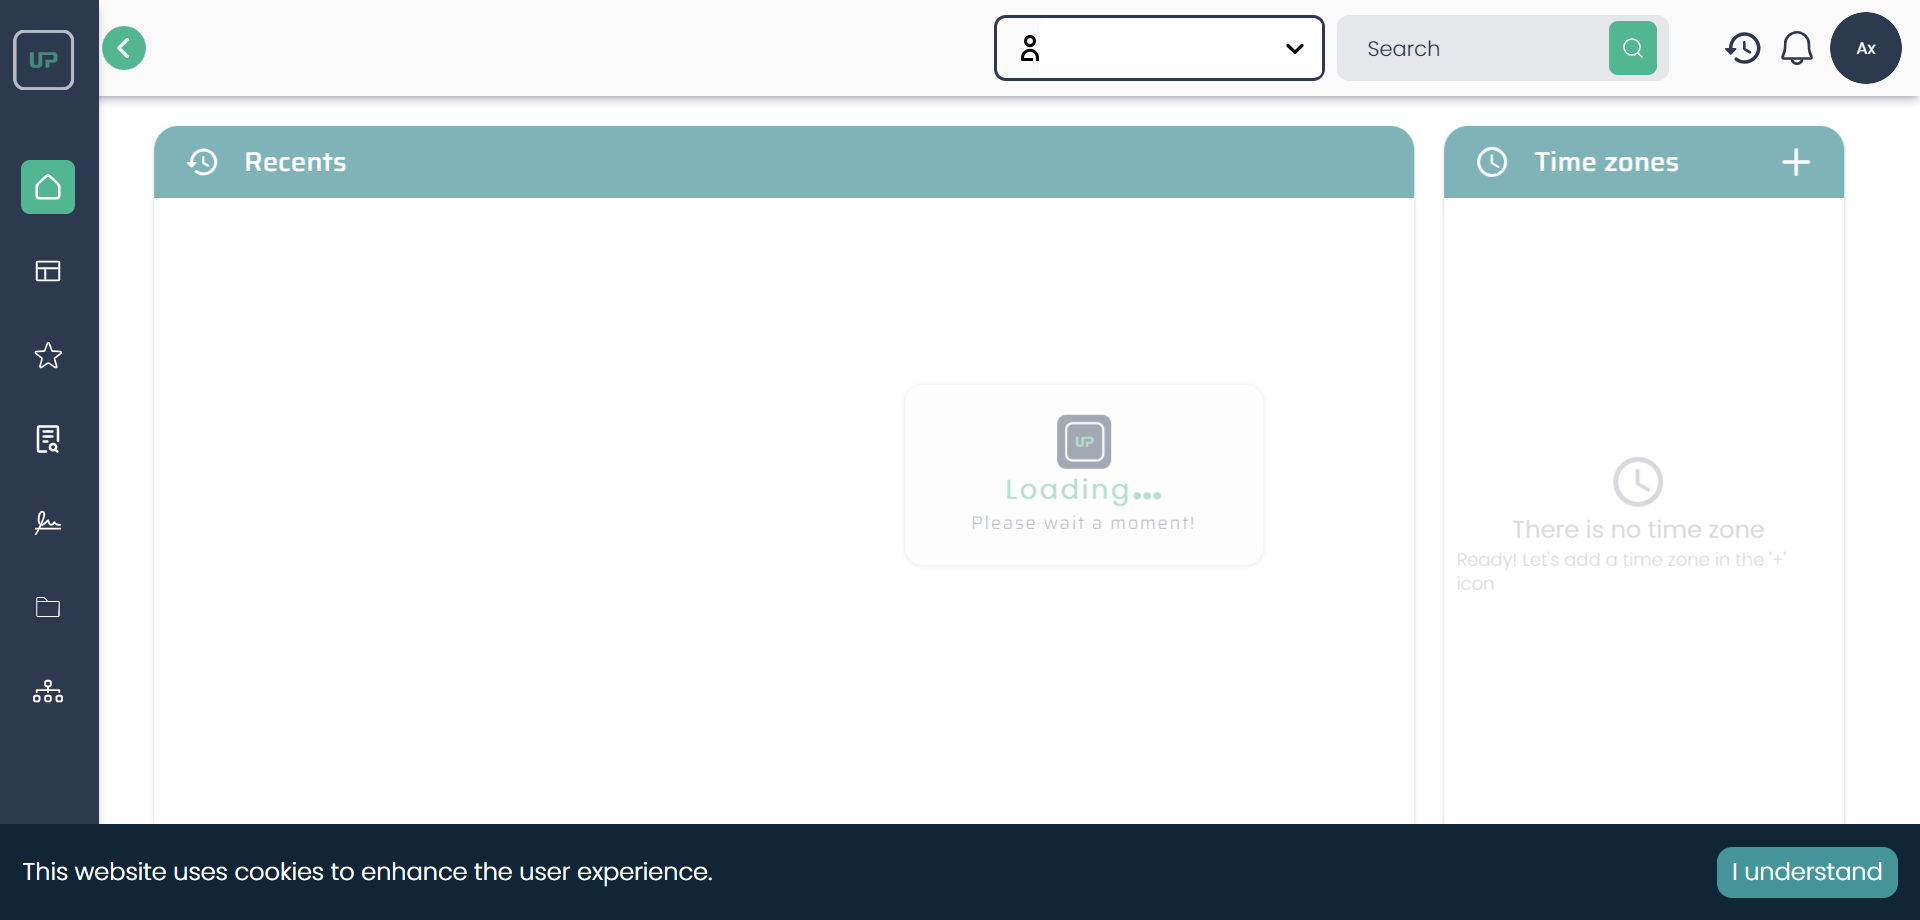 UP
Search
Ax
Recents
Time zones
UP
Loading...
Please wait a moment!
There is no time zone
Ready! Let's add a time zone in the '+'
icon
This website uses cookies to enhance the user experience.
I understand